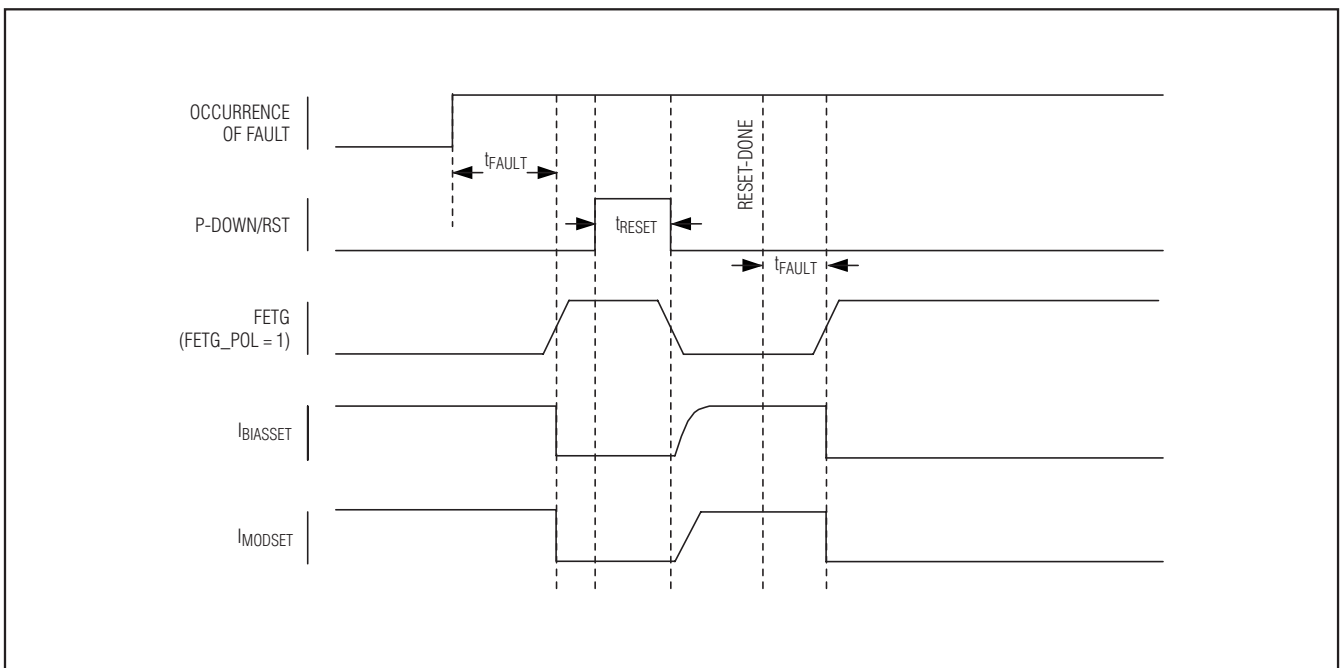 OCCURRENCE
OF FAULT
tFAULT
RESET-DONE
P-DOWN/RST
tRESET
tFAULT
FETG
(FETG_POL = 1)
IBIASSET
IMODSET